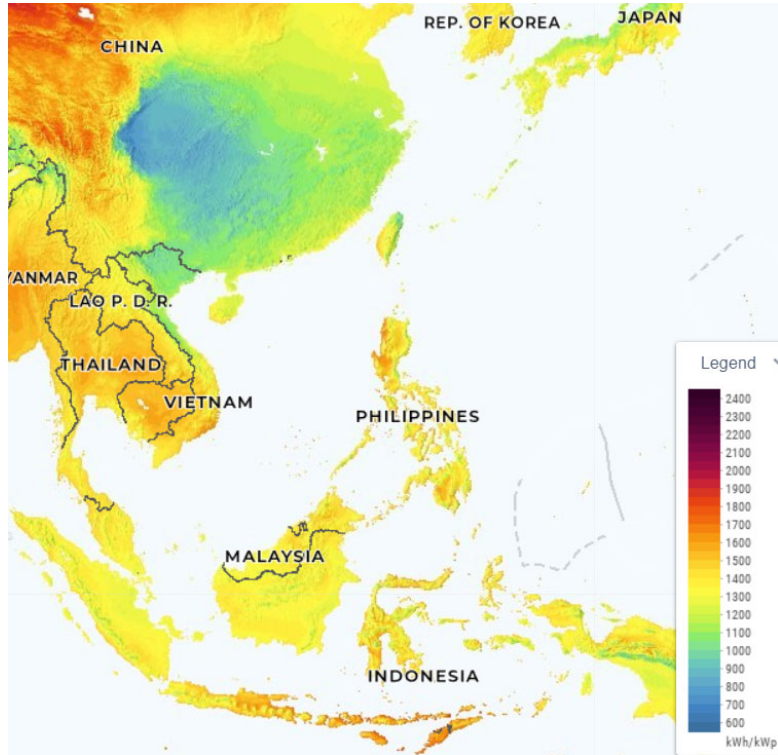 CHINA
REP. OF KOREA
JAPAN
YANMAR
LAO P. D. R.
THAILAND
VIETNAM
PHILIPPINES
MALAYSIA
INDONESIA
Legend
2400
2300
2200
2100
2000
1900
1800
1700
1600
1500
1400
1300
1200
1100
1000
900
800
700
600
kWh/kWp